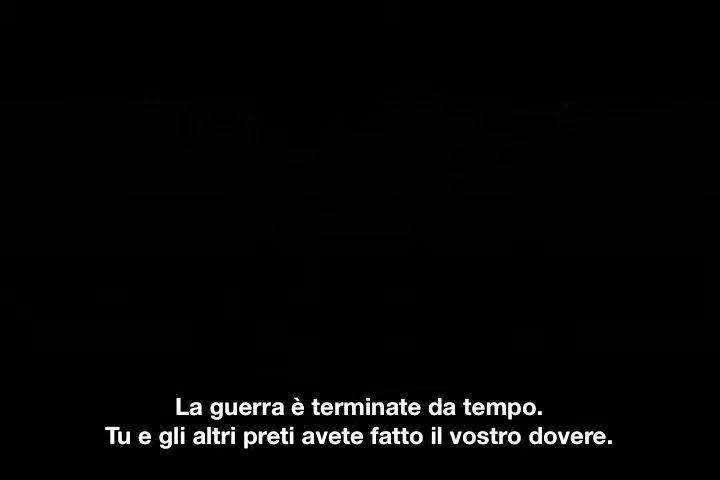 La guerra è terminate da tempo.
Tu e gli altri preti avete fatto il vostro dovere.